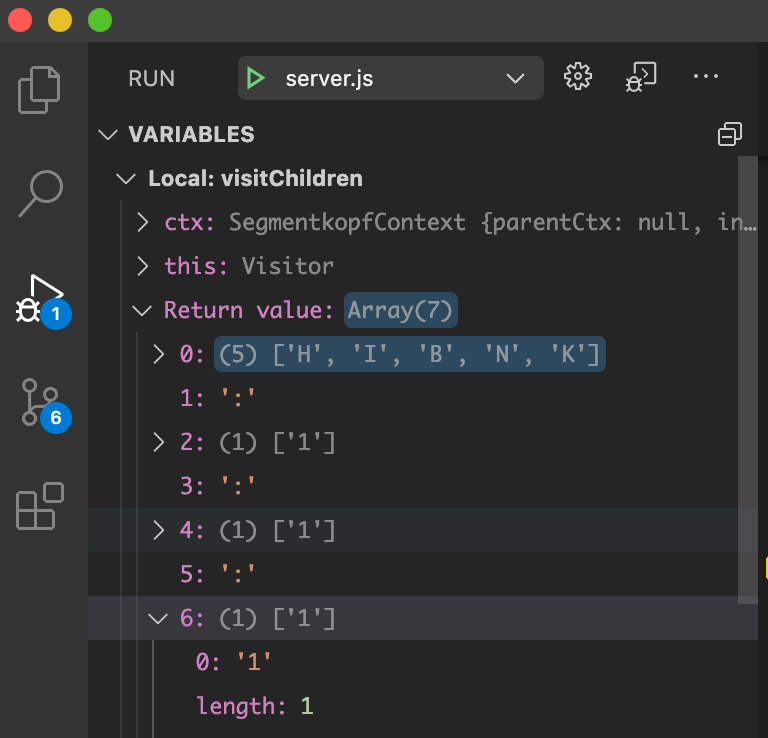 RUN server.js
VARIABLES
Local: visitChildren
ctx: SegmentkopfContext {parentCtx: null, in…
this: Visitor
Return value: Array(7)
0: (5) ['H', 'I', 'B', 'N', 'K']
1: ':'
2: (1) ['1']
3: ':'
4: (1) ['1']
5: ':'
6: (1) ['1']
0: '1'
length: 1
1
6